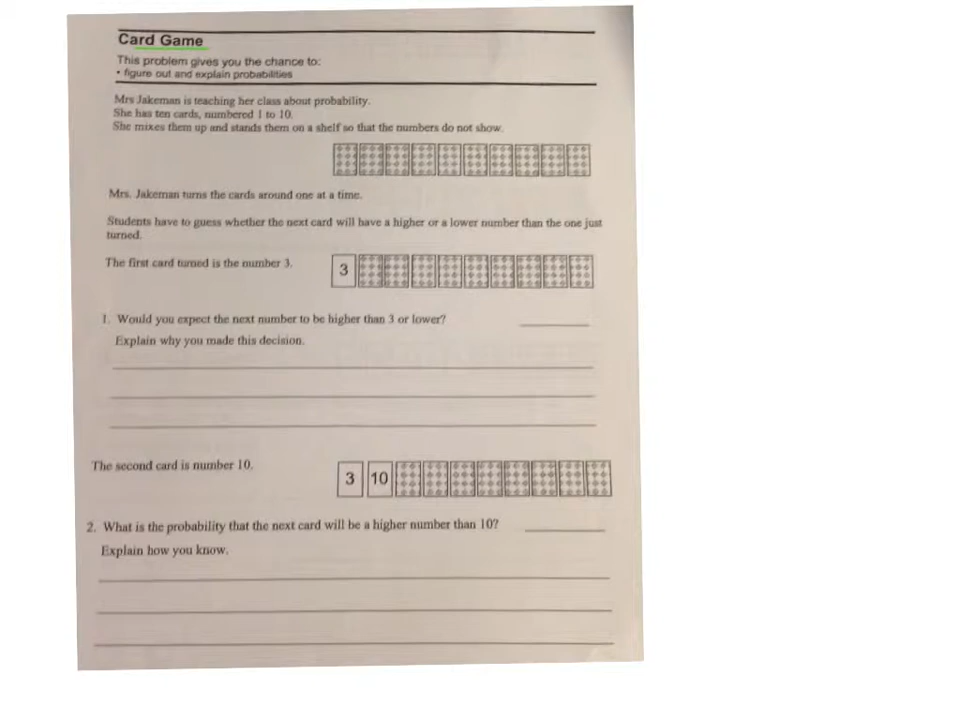 Card Game
This problem gives you the chance to:
• figure out and explain probabilities
Mrs Jakeman is teaching her class about probability.
She has ten cards, numbered 1 to 10.
She mixes them up and stands them on a shelf so that the numbers do not show.
Mrs. Jakeman turns the cards around one at a time.
Students have to guess whether the next card will have a higher or a lower number than the one just
turned.
The first card turned is the number 3.
3
1. Would you expect the next number to be higher than 3 or lower?
Explain why you made this decision.
The second card is number 10.
3 10
2. What is the probability that the next card will be a higher number than 10?
Explain how you know.